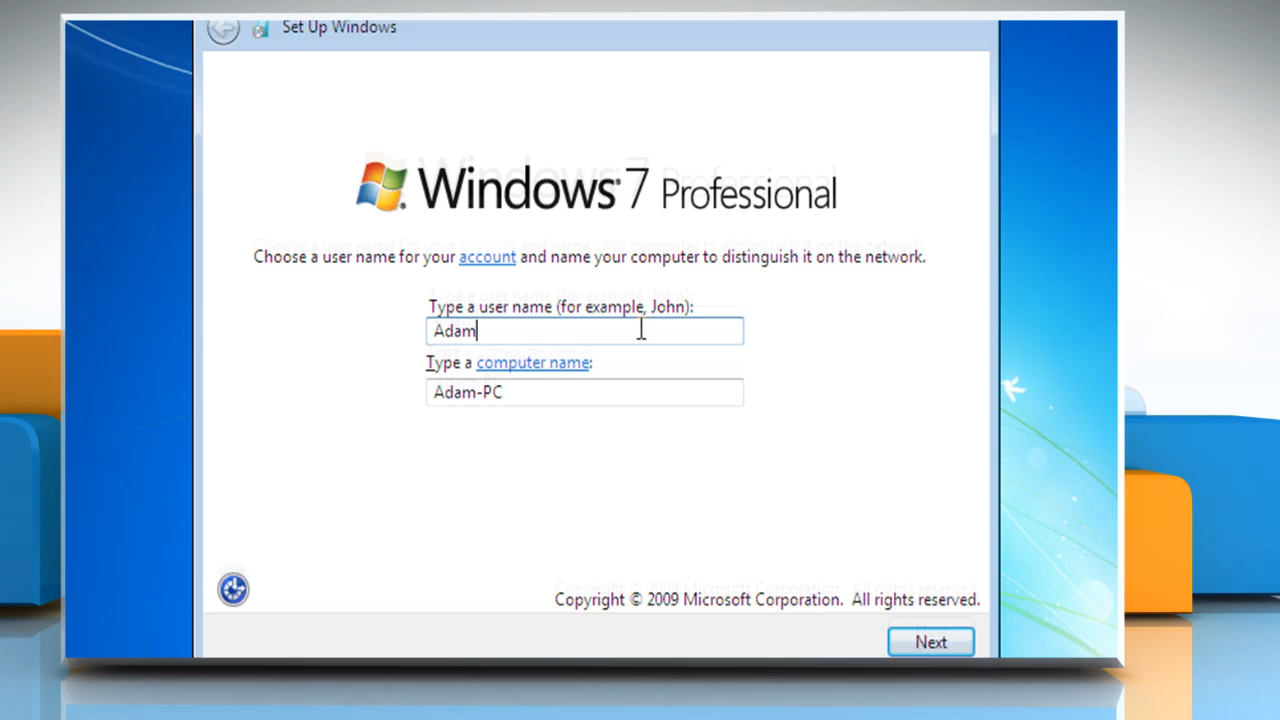 Set Up Windows
Windows 7 Professional
Choose a user name for your account and name your computer to distinguish it on the network.
Type a user name (for example, John):
Adam
Type a computer name:
Adam-PC
Copyright © 2009 Microsoft Corporation. All rights reserved.
Next